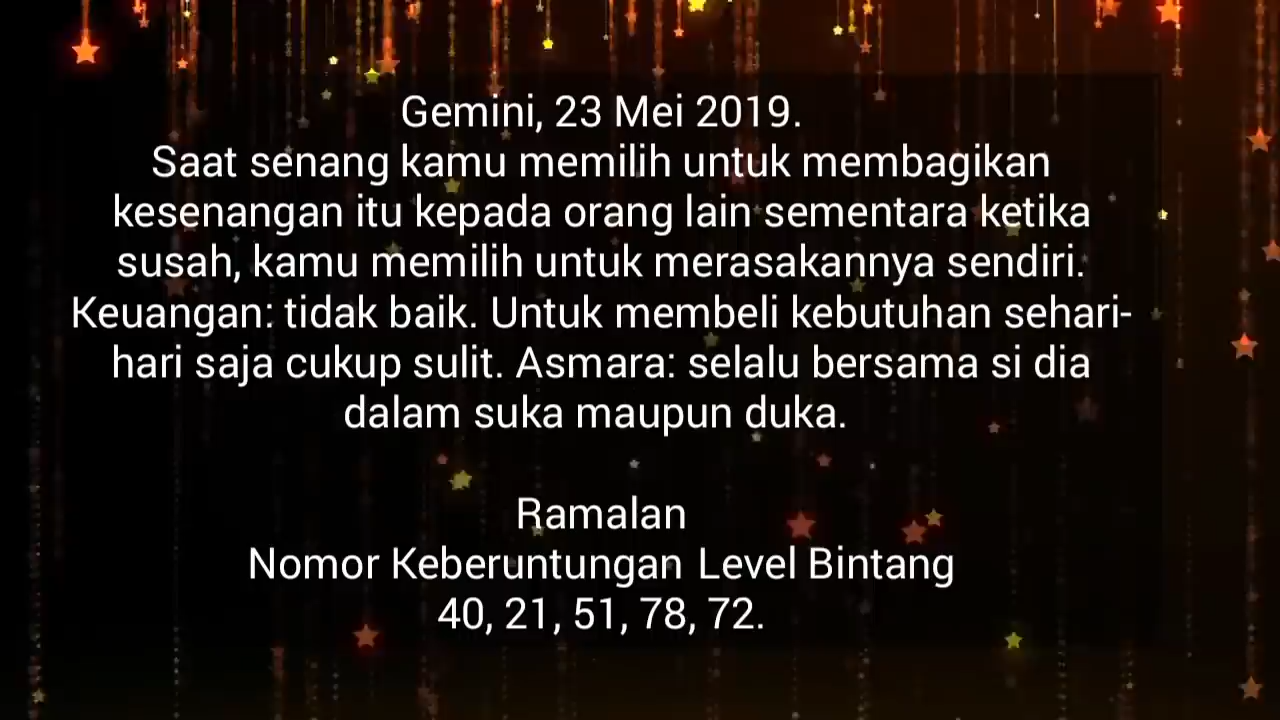 Gemini, 23 Mei 2019.
Saat senang kamu memilih untuk membagikan
kesenangan itu kepada orang lain sementara ketika
susah, kamu memilih untuk merasakannya sendiri.
Keuangan: tidak baik. Untuk membeli kebutuhan sehari-
hari saja cukup sulit. Asmara: selalu bersama si dia
dalam suka maupun duka.
Ramalan
Nomor Keberuntungan Level Bintang
40, 21, 51, 78, 72.